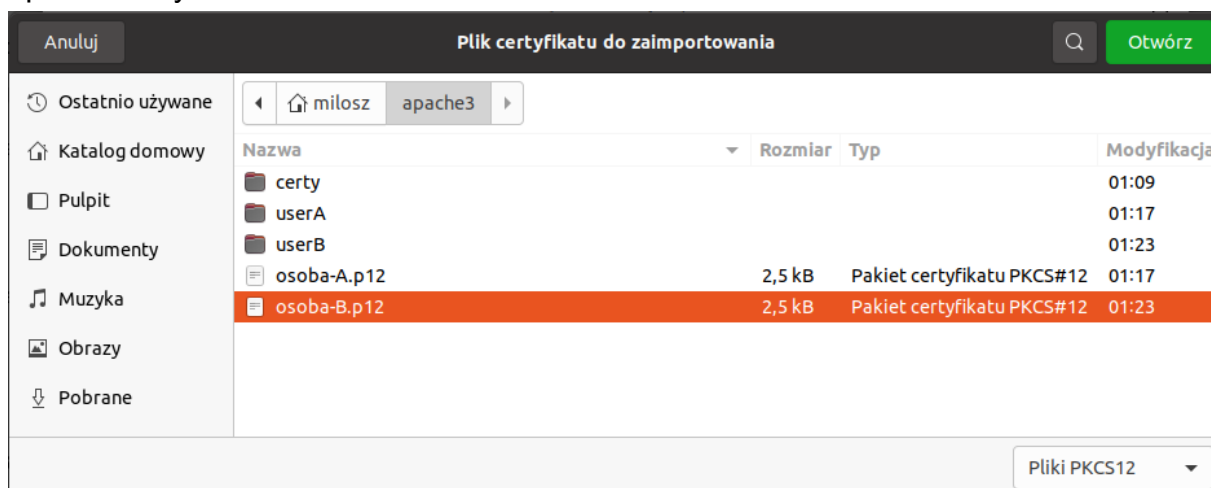 Anuluj Plik certyfikatu do zaimportowania Otwórz
Ostatnio używane
Katalog domowy
Pulpit
Dokumenty
Muzyka
Obrazy
Pobrane
milosz apache3
Nazwa Rozmiar Typ Modyfikacja
certy 01:09
userA 01:17
userB 01:23
osoba-A.p12 2,5 kB Pakiet certyfikatu PKCS#12 01:17
osoba-B.p12 2,5 kB Pakiet certyfikatu PKCS#12 01:23
Pliki PKCS12